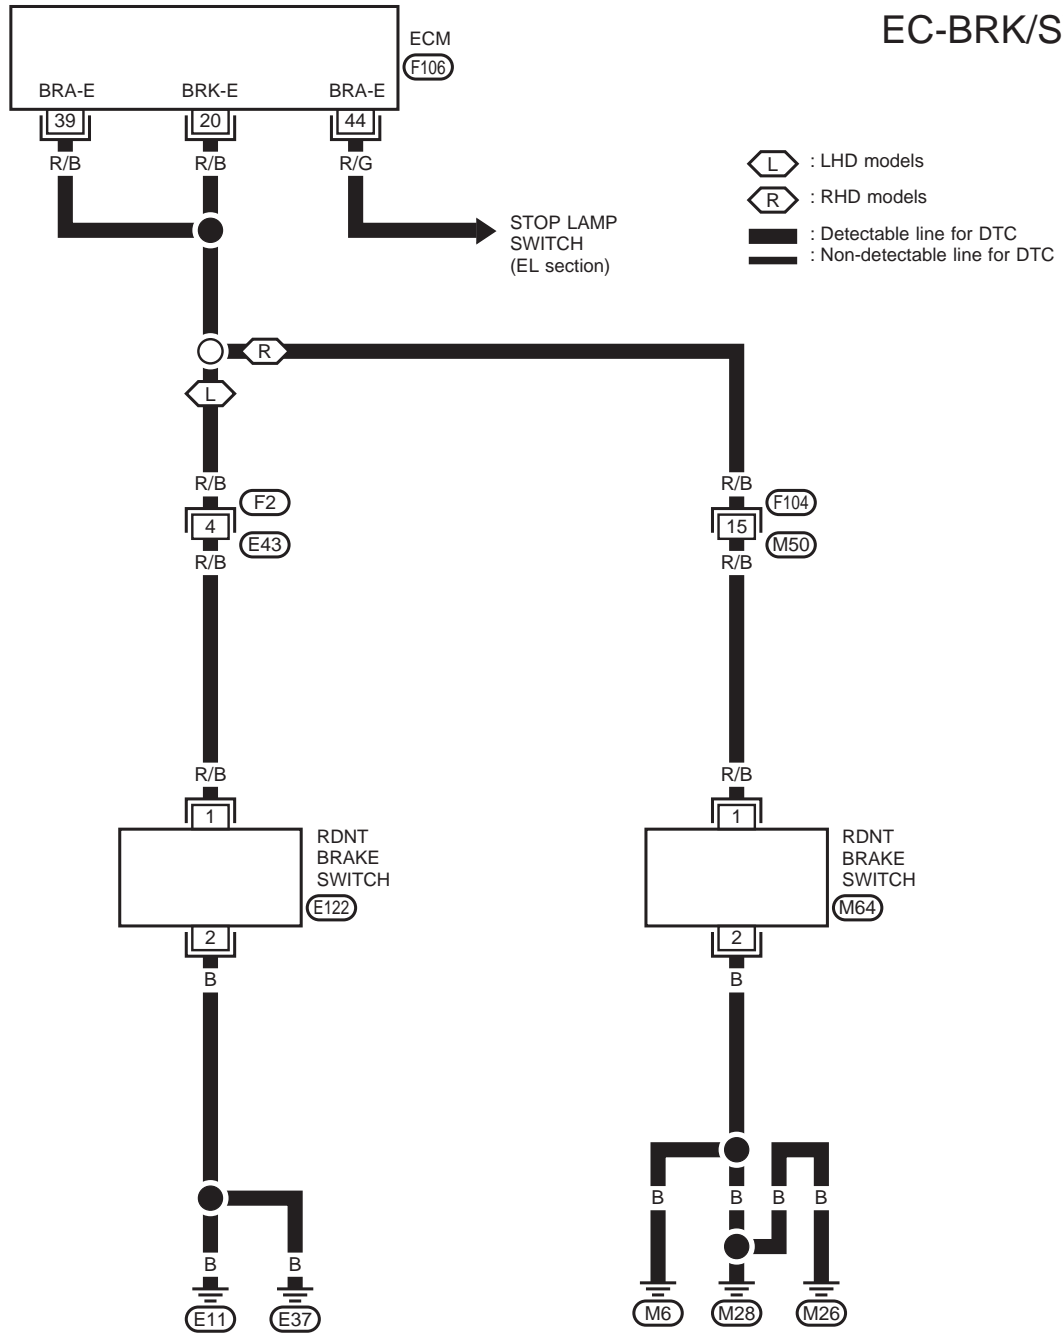 EC-BRK/S
ECM
F106
BRA-E BRK-E BRA-E
39 20 44
R/B R/B R/G
STOP LAMP
SWITCH
(EL section)
L : LHD models
R : RHD models
: Detectable line for DTC
: Non-detectable line for DTC
R
L
R/B R/B
F2 F104
4 15
E43 M50
R/B R/B
R/B R/B
1 1
RDNT
BRAKE
SWITCH
E122
RDNT
BRAKE
SWITCH
M64
2 2
B B
B B B B
B B
E11 E37 M6 M28 M26